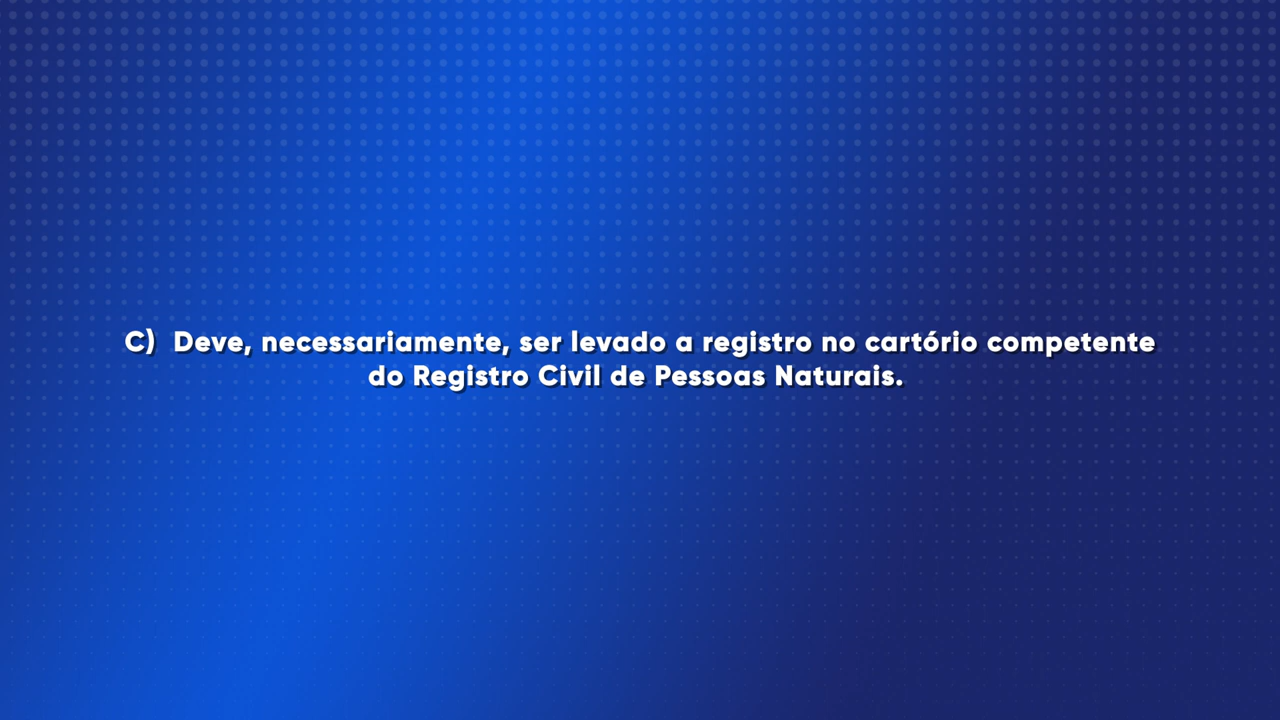 C) Deve, necessariamente, ser levado a registro no cartório competente
do Registro Civil de Pessoas Naturais.